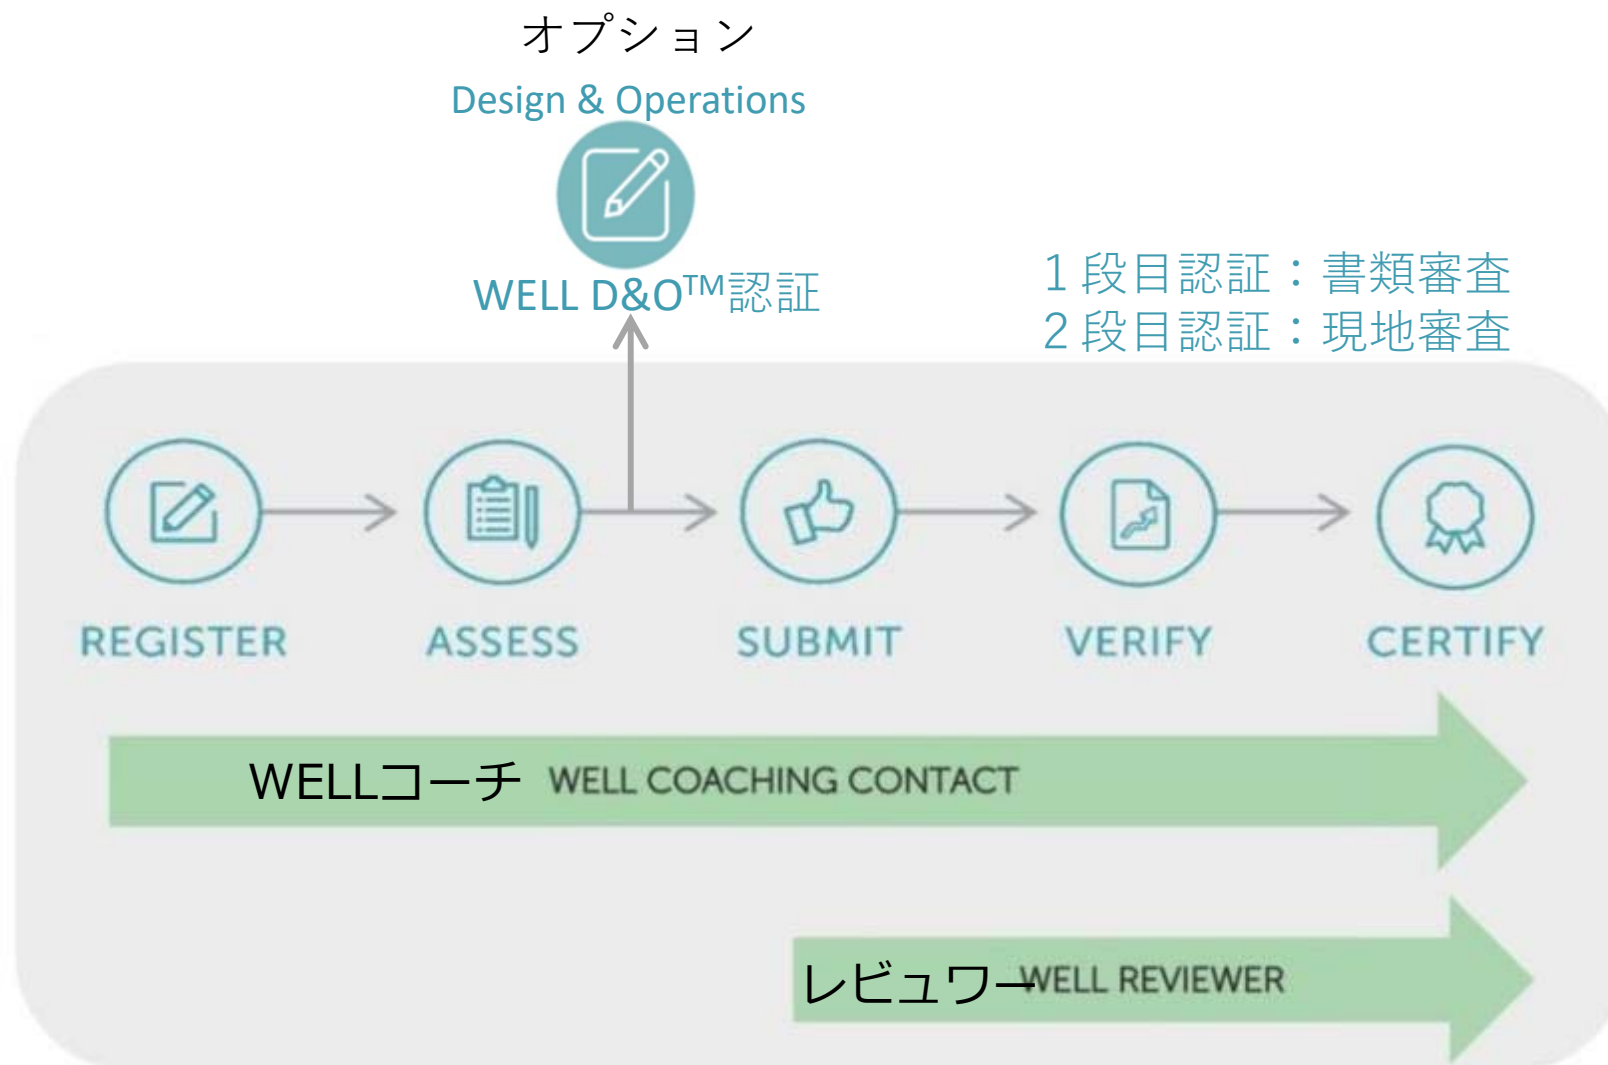 オプション
Design & Operations
WELL D&O™認証
1段目認証：書類審査
2段目認証：現地審査
REGISTER ASSESS SUBMIT VERIFY CERTIFY
WELLコーチ WELL COACHING CONTACT
レビュワー WELL REVIEWER